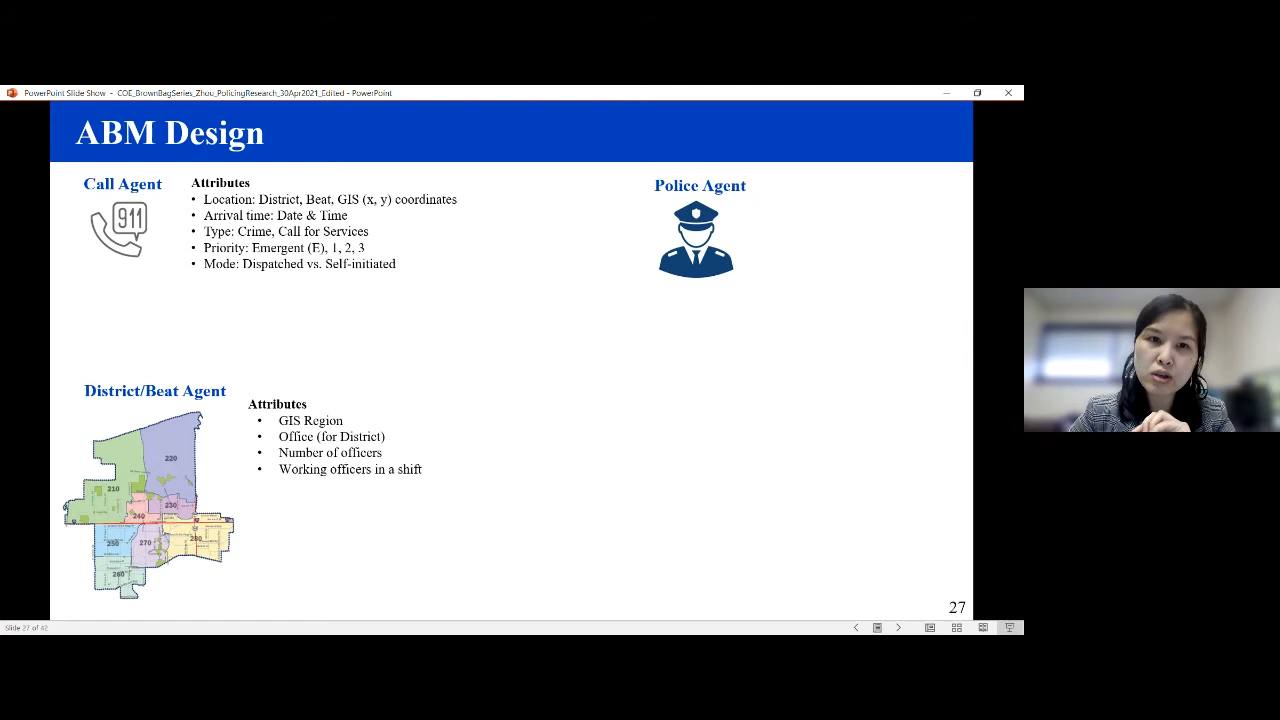 PowerPoint Slide Show - COE_BrownBagSeries_Zhou_PolicingResearch_30Apr2021_Edited - PowerPoint
ABM Design
Call Agent
911
Attributes
• Location: District, Beat, GIS (x, y) coordinates
• Arrival time: Date & Time
• Type: Crime, Call for Services
• Priority: Emergent (E), 1, 2, 3
• Mode: Dispatched vs. Self-initiated
Police Agent
District/Beat Agent
Attributes
• GIS Region
• Office (for District)
• Number of officers
• Working officers in a shift
220
210
230
240
250
270
280
260
27
Slide 27 of 42